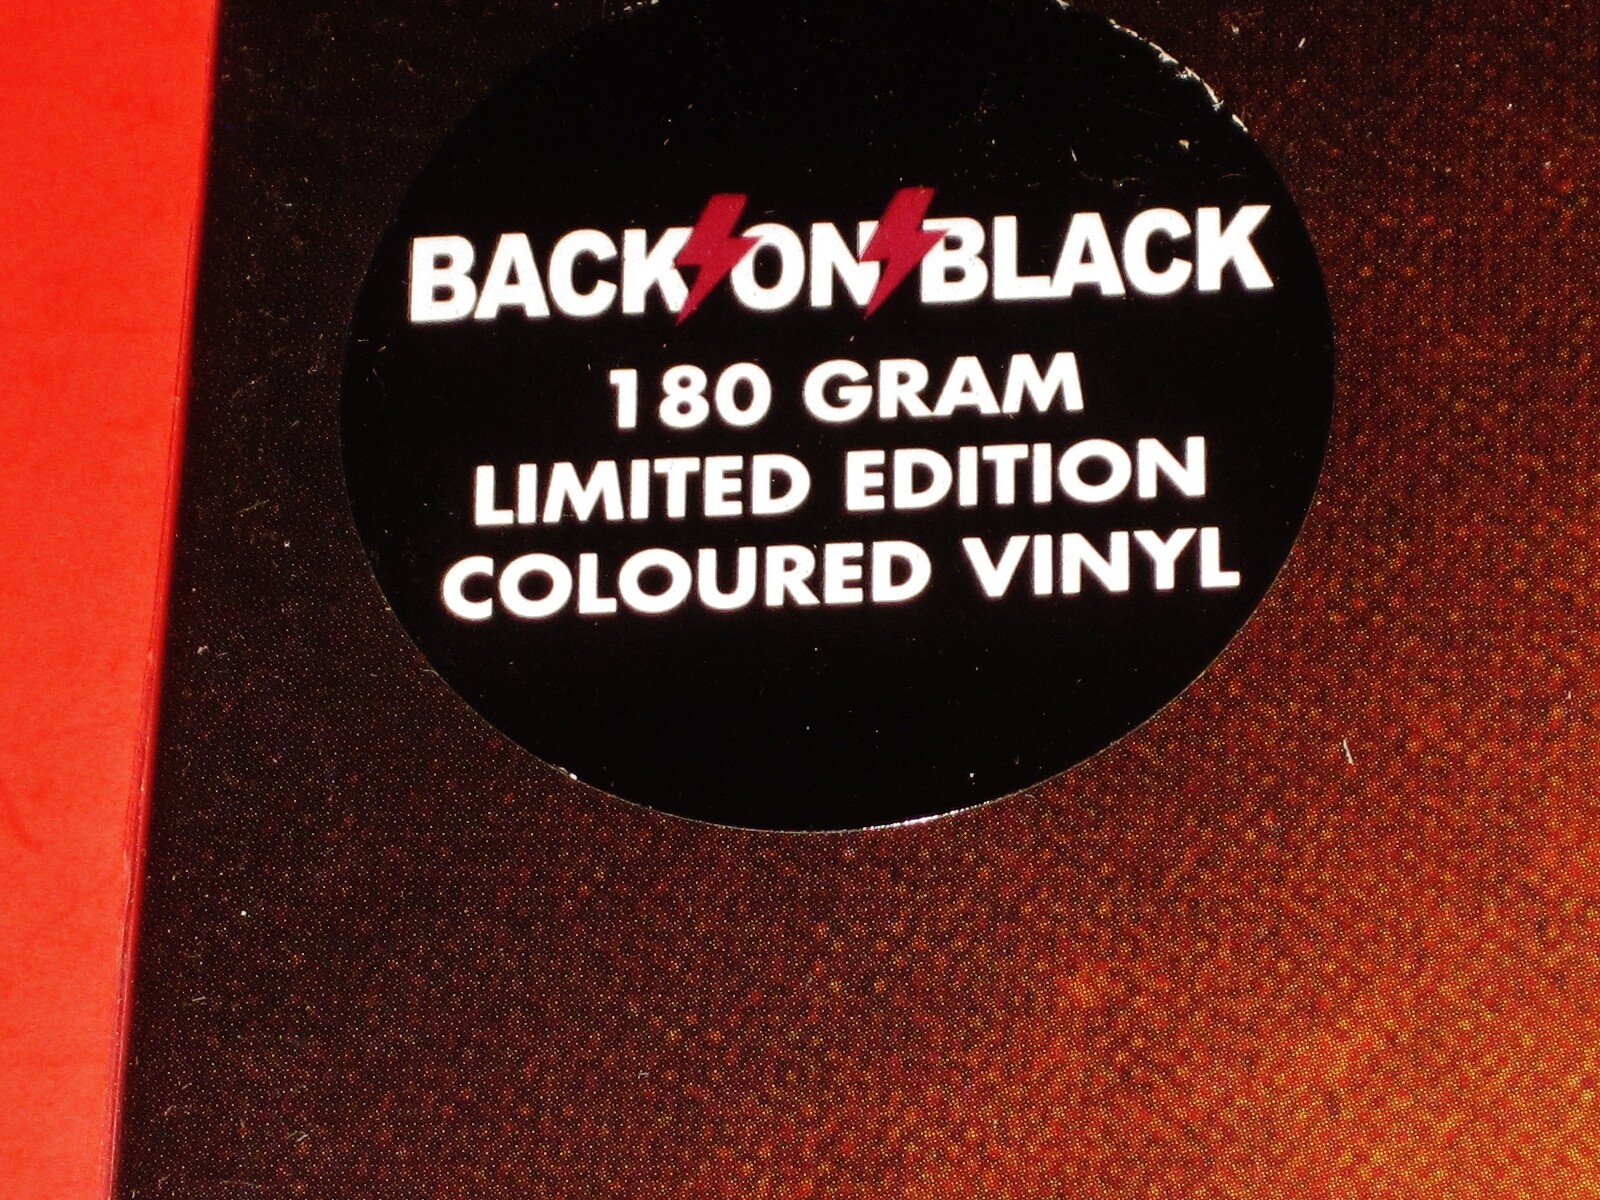 BACK ON BLACK
180 GRAM
LIMITED EDITION
COLOURED VINYL